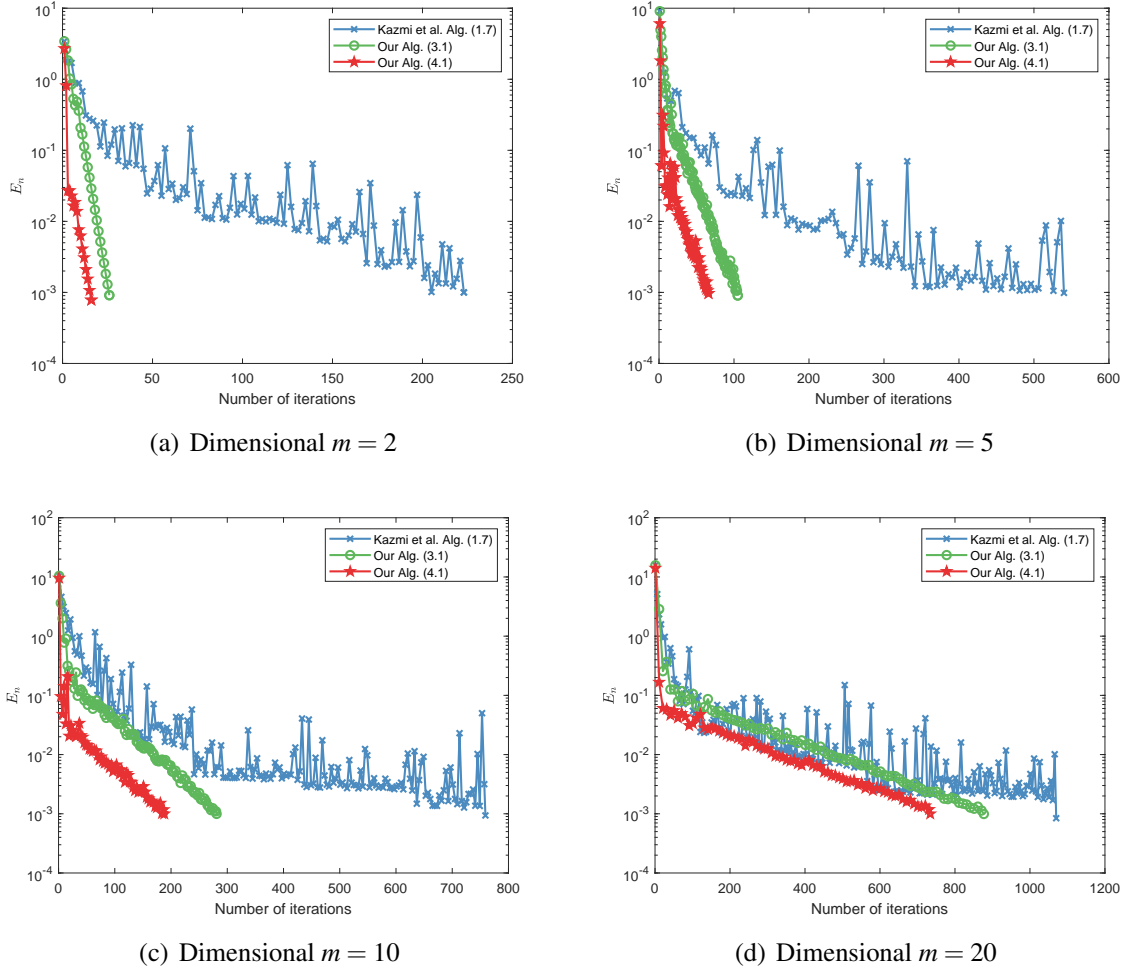 10^2
10^1
10^0
10^-1
10^-2
10^-3
10^-4
E_n
Kazmi et al. Alg. (1.7)
Our Alg. (3.1)
Our Alg. (4.1)
0 50 100 150 200 250
Number of iterations
(a) Dimensional m = 2
10^1
10^0
10^-1
10^-2
10^-3
10^-4
E_n
Kazmi et al. Alg. (1.7)
Our Alg. (3.1)
Our Alg. (4.1)
0 100 200 300 400 500 600
Number of iterations
(b) Dimensional m = 5
10^2
10^1
10^0
10^-1
10^-2
10^-3
10^-4
E_n
Kazmi et al. Alg. (1.7)
Our Alg. (3.1)
Our Alg. (4.1)
0 100 200 300 400 500 600 700 800
Number of iterations
(c) Dimensional m = 10
10^2
10^1
10^0
10^-1
10^-2
10^-3
10^-4
E_n
Kazmi et al. Alg. (1.7)
Our Alg. (3.1)
Our Alg. (4.1)
0 200 400 600 800 1000 1200
Number of iterations
(d) Dimensional m = 20